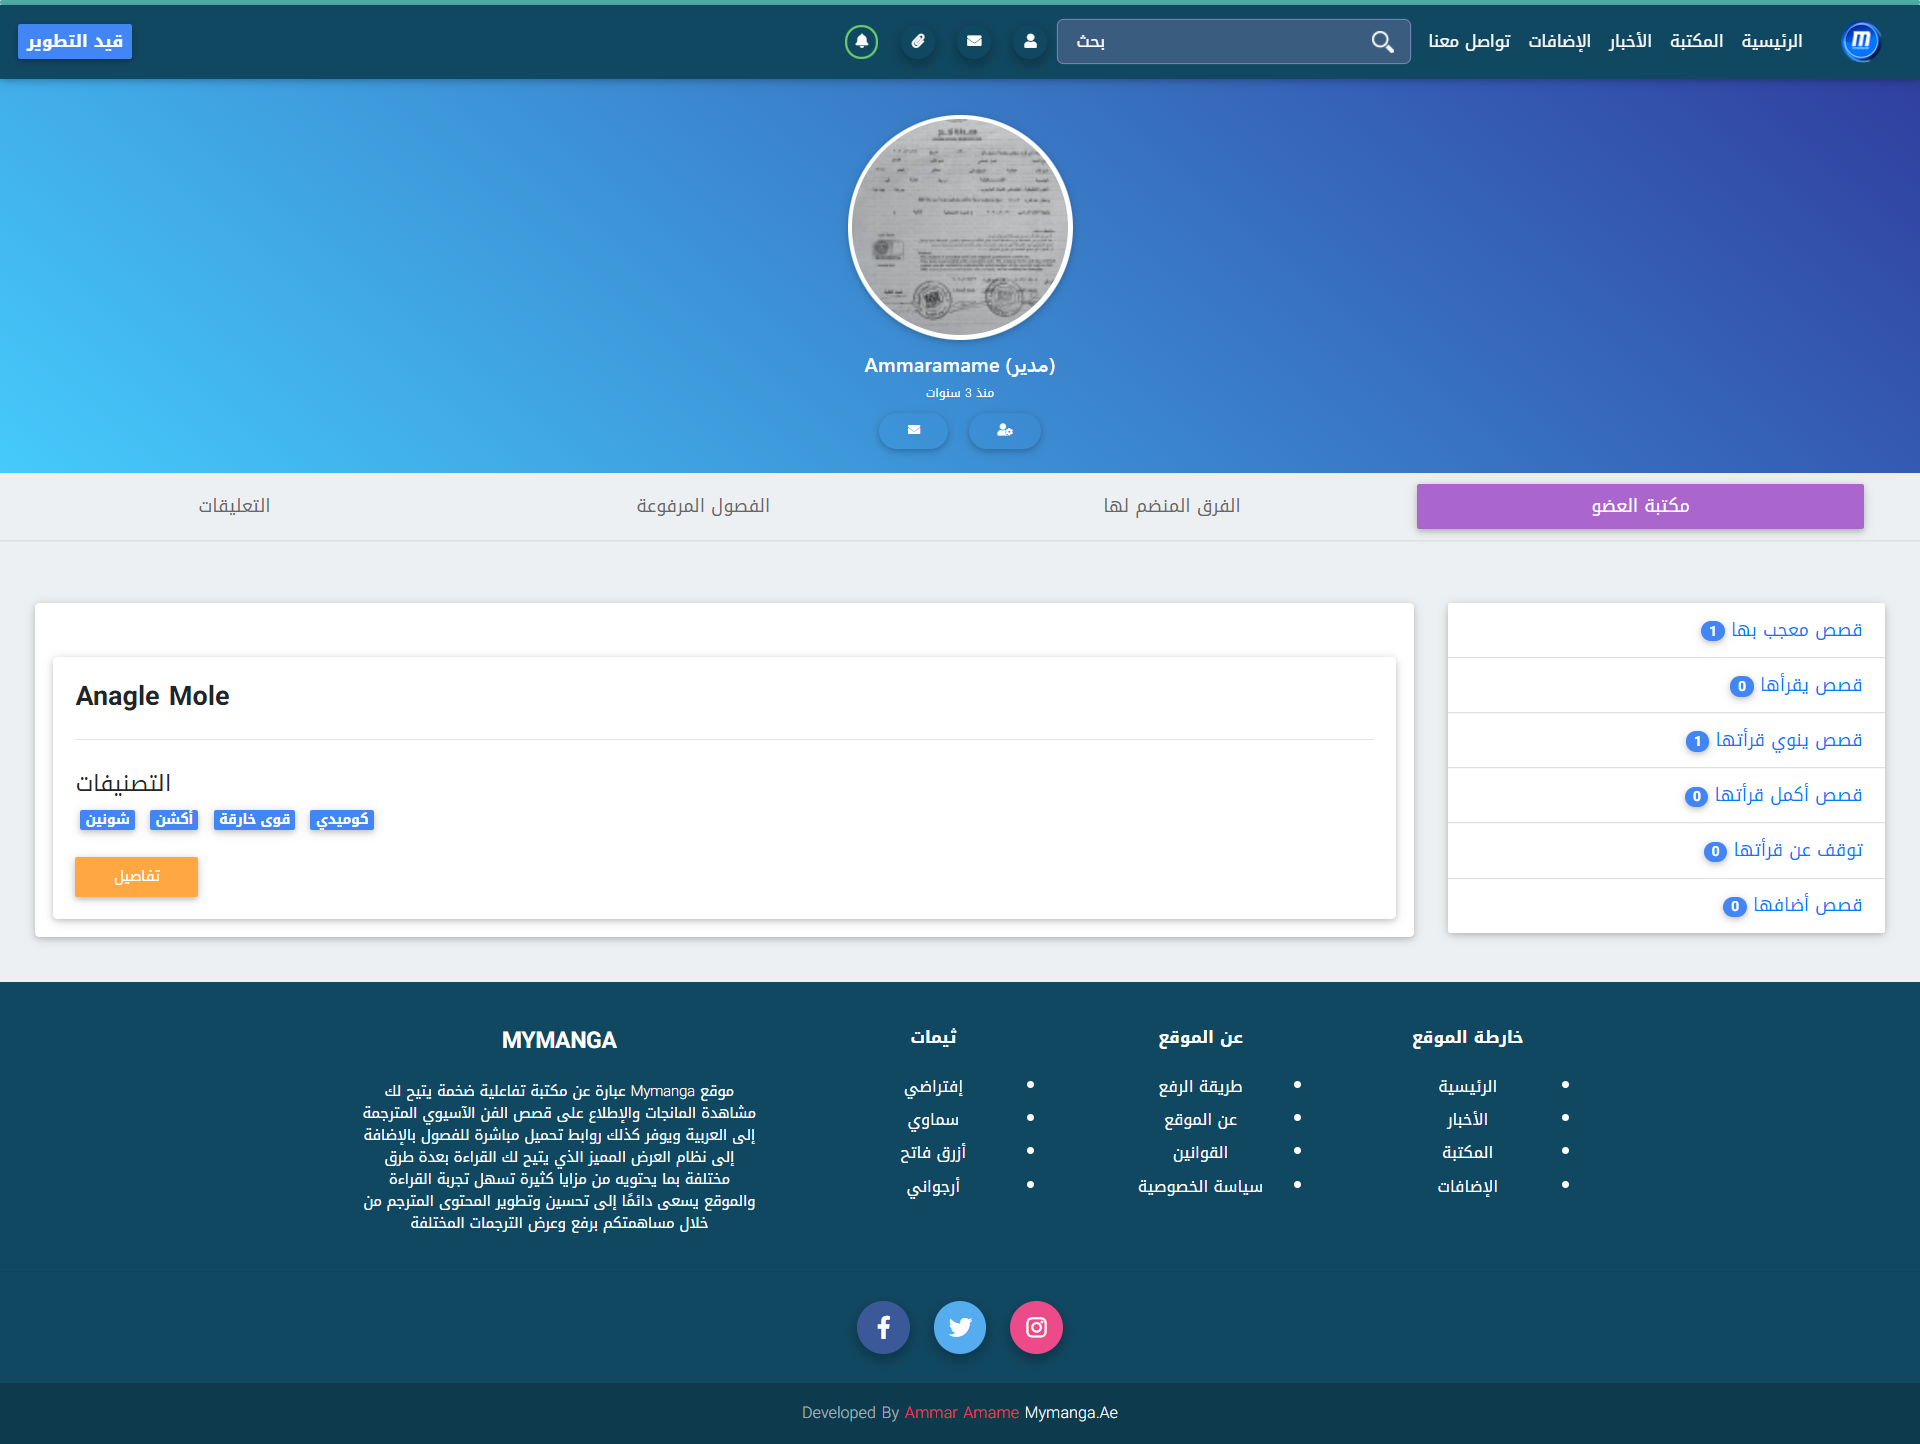 الرئيسية
المكتبة
الأخبار
الإضافات
تواصل معنا
بحث
قيد التطوير
Ammaramame (مدير)
منذ 3 سنوات
مكتبة العضو
الفرق المنضم لها
الفصول المرفوعة
التعليقات
قصص معجب بها 1
قصص يقرأها 0
قصص ينوي قرأتها 1
قصص أكمل قرأتها 0
توقف عن قرأتها 0
قصص أضافها 0
Anagle Mole
التصنيفات
كوميدي
قوى خارقة
أكشن
شونين
تفاصيل
خارطة الموقع
الرئيسية
الأخبار
المكتبة
الإضافات
عن الموقع
طريقة الرفع
عن الموقع
القوانين
سياسة الخصوصية
ثيمات
إفتراضي
سماوي
أزرق فاتح
أرجواني
MYMANGA
موقع Mymanga عبارة عن مكتبة تفاعلية ضخمة يتيح لك
مشاهدة المانجات والإطلاع على قصص الفن الآسيوي المترجمة
إلى العربية ويوفر كذلك روابط تحميل مباشرة للفصول بالإضافة
إلى نظام العرض المميز الذي يتيح لك القراءة بعدة طرق
مختلفة بما يحتويه من مزايا كثيرة تسهل تجربة القراءة
والموقع يسعى دائمًا إلى تحسين وتطوير المحتوى المترجم من
خلال مساهمتكم برفع وعرض الترجمات المختلفة
Developed By Ammar Amame Mymanga.Ae